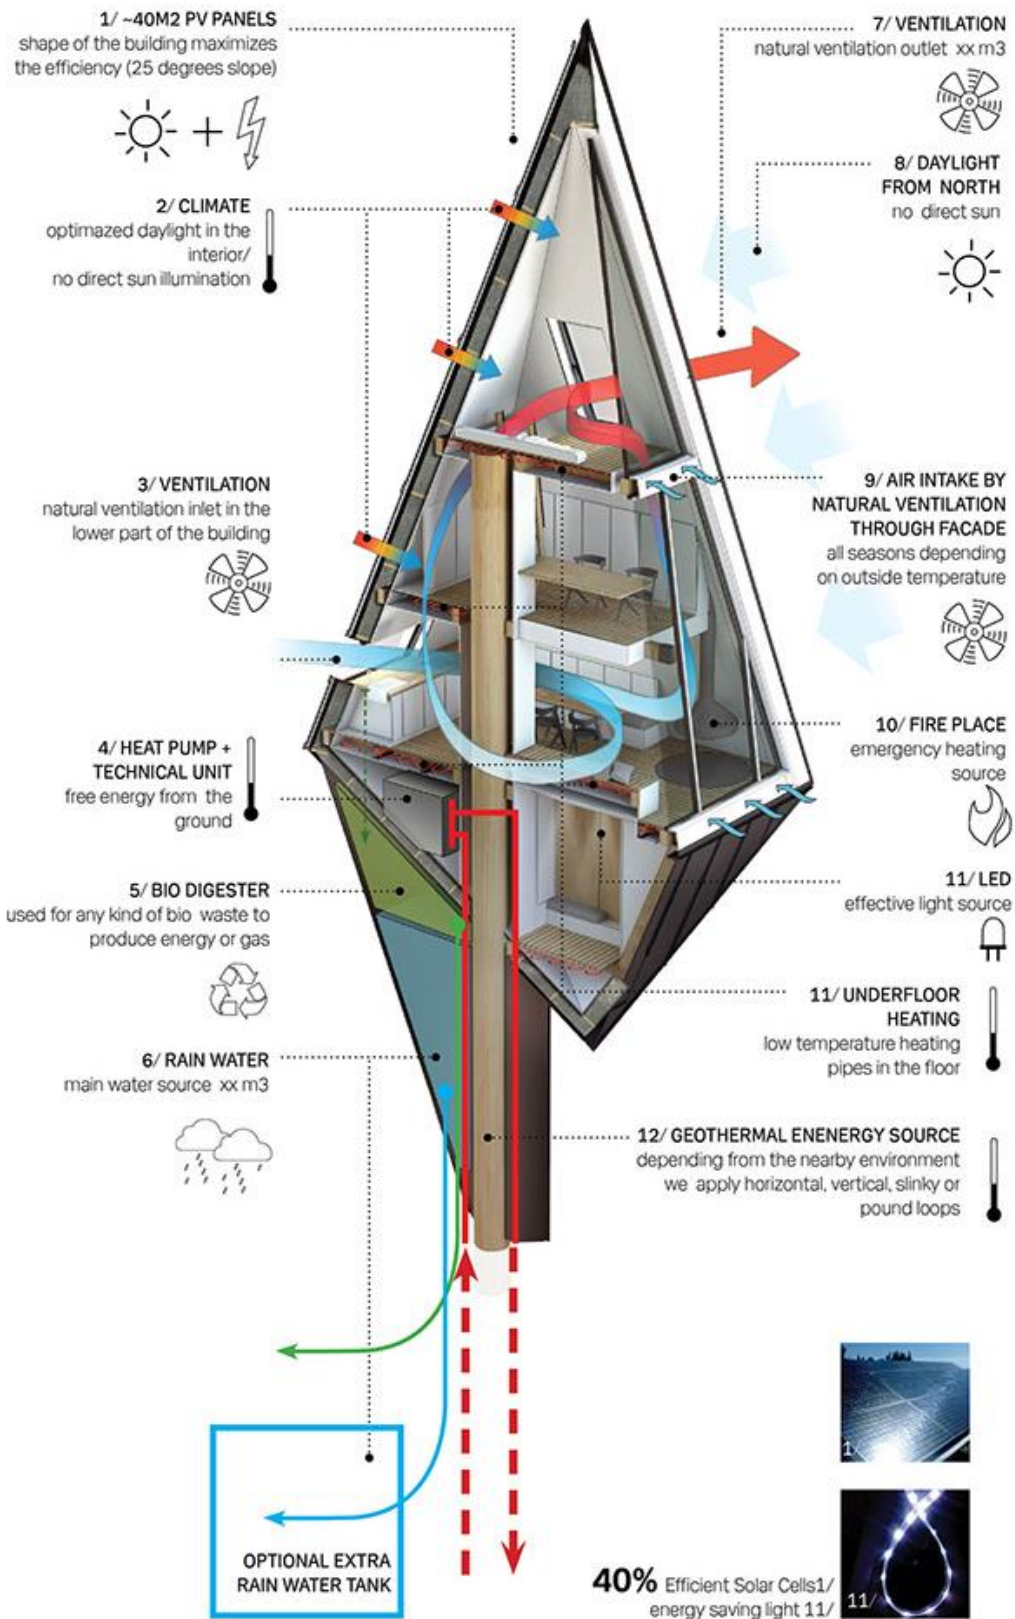 1/ ~40M2 PV PANELS
shape of the building maximizes
the efficiency (25 degrees slope)
2/ CLIMATE
optimazed daylight in the
interior/
no direct sun illumination
3/ VENTILATION
natural ventilation inlet in the
lower part of the building
4/ HEAT PUMP +
TECHNICAL UNIT
free energy from the
ground
5/ BIO DIGESTER
used for any kind of bio waste to
produce energy or gas
6/ RAIN WATER
main water source xx m3
OPTIONAL EXTRA
RAIN WATER TANK
7/ VENTILATION
natural ventilation outlet xx m3
8/ DAYLIGHT
FROM NORTH
no direct sun
9/ AIR INTAKE BY
NATURAL VENTILATION
THROUGH FACADE
all seasons depending
on outside temperature
10/ FIRE PLACE
emergency heating
source
11/ LED
effective light source
11/ UNDERFLOOR
HEATING
low temperature heating
pipes in the floor
12/ GEOTHERMAL ENENERGY SOURCE
depending from the nearby environment
we apply horizontal, vertical, slinky or
pound loops
1/
11/
40% Efficient Solar Cells1/
energy saving light 11/